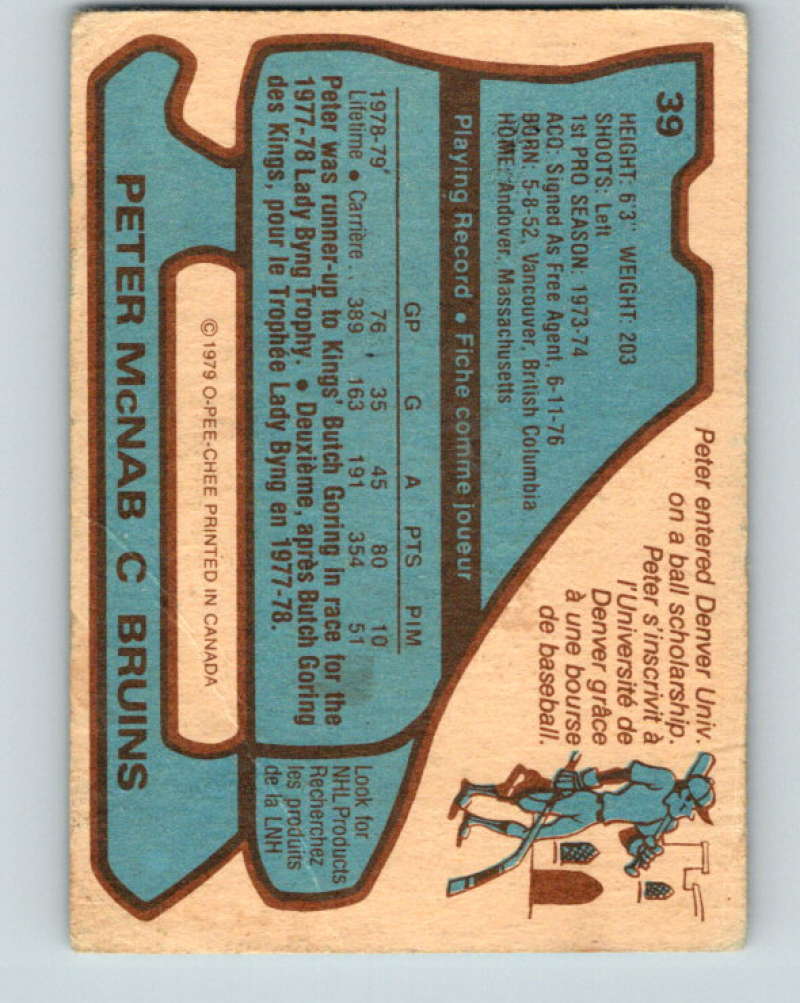 39
HEIGHT: 6'3" WEIGHT: 203
SHOOTS: Left
1st PRO SEASON: 1973-74
ACQ: Signed As Free Agent, 6-11-76
BORN: 5-8-52, Vancouver, British Columbia
HOME: Andover, Massachusetts
Peter entered Denver Univ.
on a ball scholarship.
Peter s'inscrivit à
l'Université de
Denver grâce
à une bourse
de baseball.
Playing Record • Fiche comme joueur
GP G A PTS PIM
1978-79 76 35 45 80 10
Lifetime • Carrière .. 389 163 191 354 51
Peter was runner-up to Kings' Butch Goring in race for the
1977-78 Lady Byng Trophy. • Deuxième, après Butch Goring
des Kings, pour le Trophée Lady Byng en 1977-78.
Look for
NHL Products
Recherchez
les produits
de la LNH
© 1979 O-PEE-CHEE PRINTED IN CANADA
PETER McNAB C BRUINS